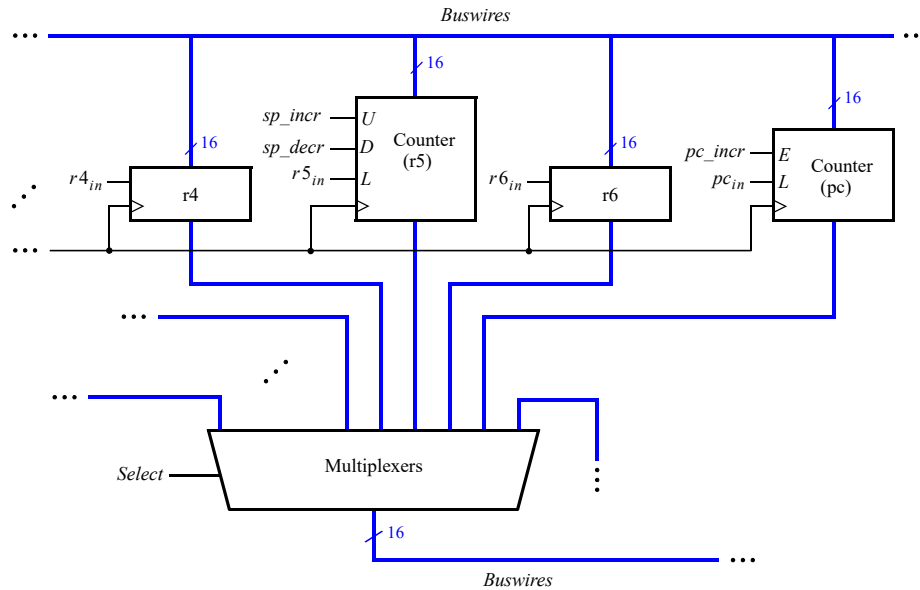 Buswires
16
sp_incr
U
Counter
(r5)
sp_decr
D
r5in
L
16
r4in
r4
16
r6in
r6
16
pc_incr
E
Counter
(pc)
pcin
L
Select
Multiplexers
16
Buswires